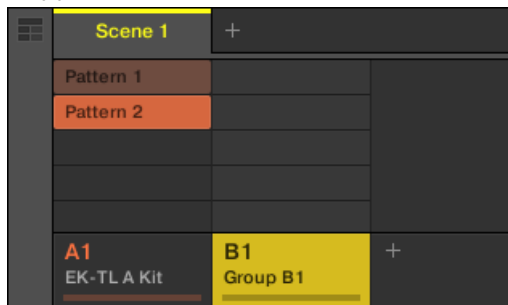 Scene 1
+
Pattern 1
Pattern 2
A1
EK-TL A Kit
B1
Group B1
+